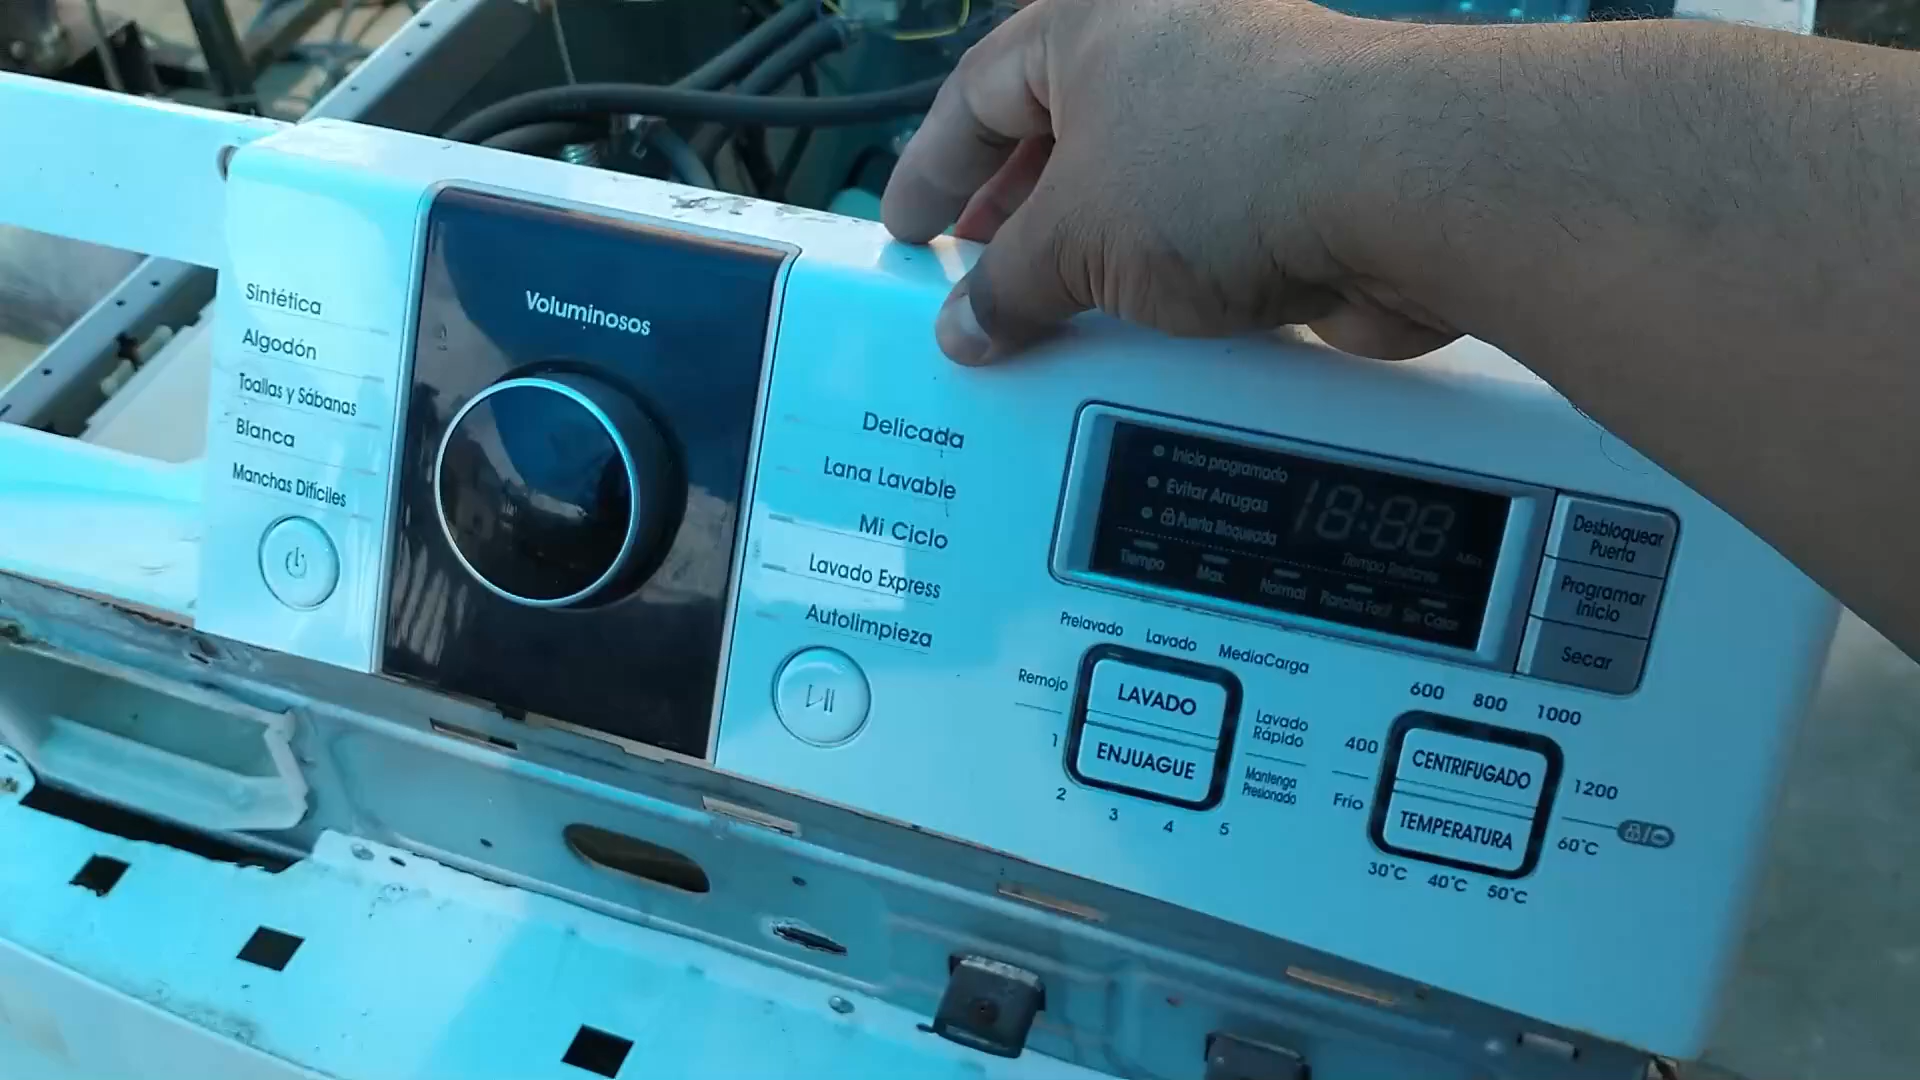 Voluminosos
Sintética
Algodón
Toallas y Sábanas
Blanca
Manchas Difíciles
Delicada
Lana Lavable
Mi Ciclo
Lavado Express
Autolimpieza
Inicio programado
Evitar Arrugas
Puerta Bloqueada
18:88
Tiempo Restante
Min
Tiempo
Max.
Normal
Plancha Facil
Sin Calor
Desbloquear
Puerta
Programar
Inicio
Secar
Prelavado
Lavado
MediaCarga
Remojo
LAVADO
Lavado
Rápido
ENJUAGUE
Mantenga
Presionado
1
2
3
4
5
600
800
1000
400
CENTRIFUGADO
1200
Frío
TEMPERATURA
60°C
30°C
40°C
50°C